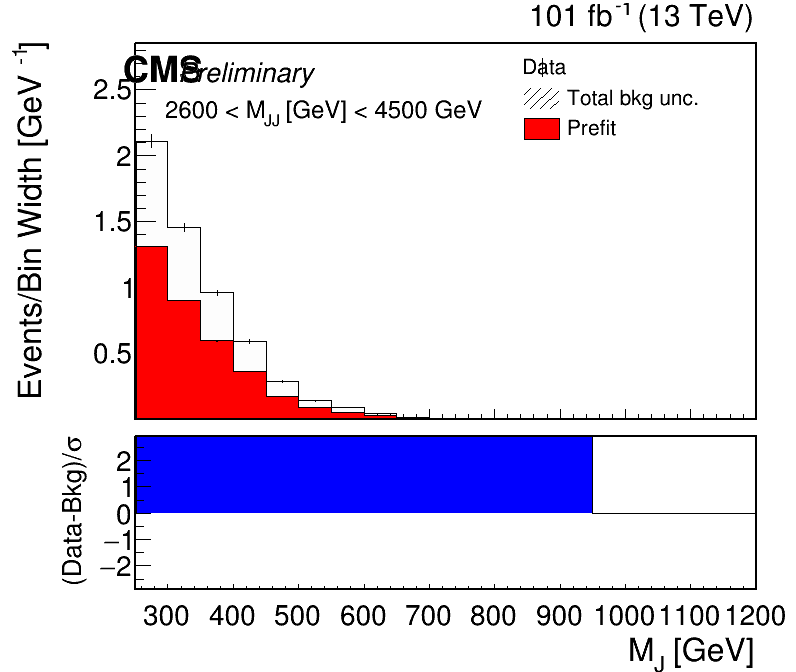 101 fb⁻¹ (13 TeV)
CMS Preliminary
Data
2600 < M_JJ [GeV] < 4500 GeV
Total bkg unc.
Prefit
Events/Bin Width [GeV⁻¹]
2.5
2
1.5
1
0.5
(Data-Bkg)/σ
2
1
0
−1
−2
300 400 500 600 700 800 900 1000 1100 1200
M_J [GeV]